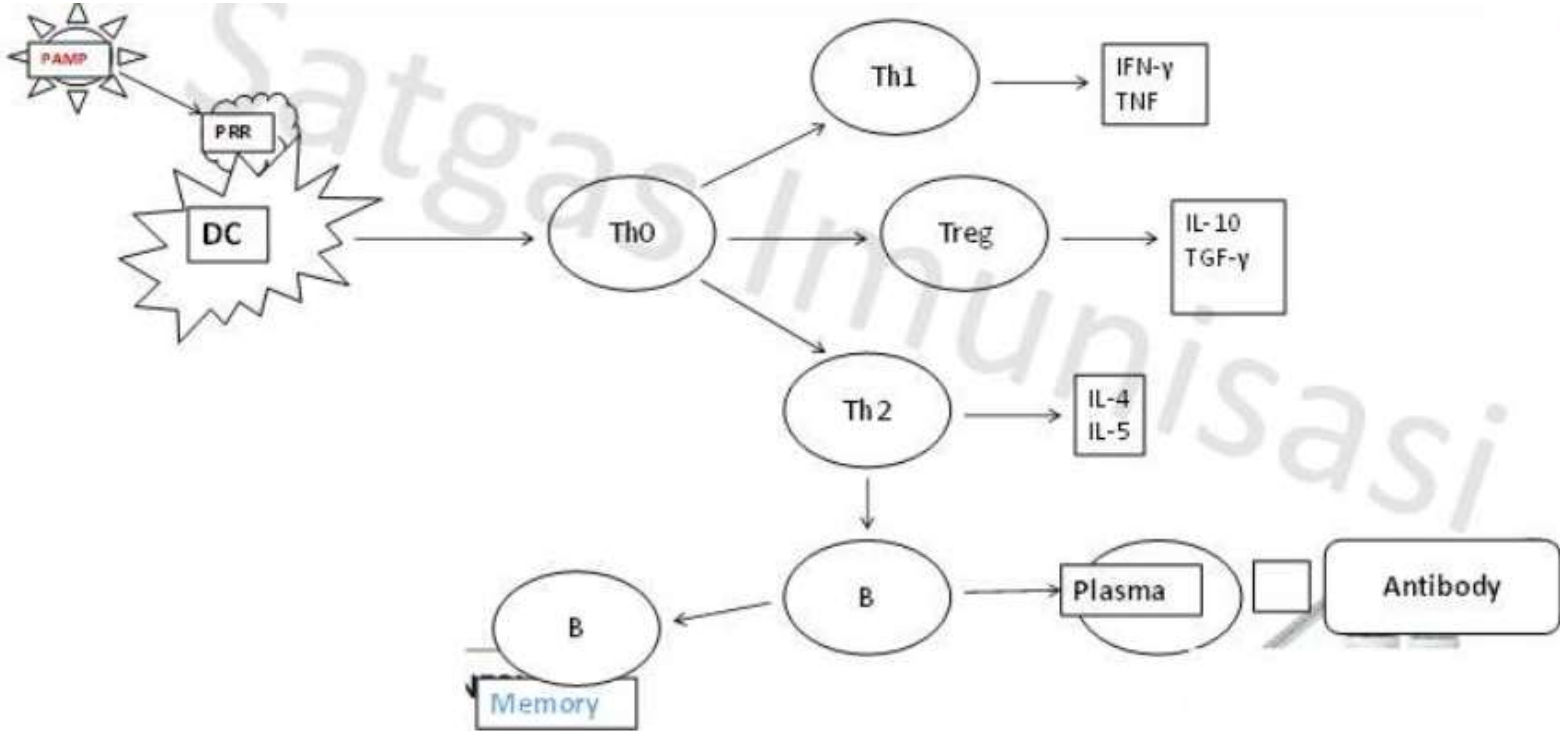 PAMP
PRR
DC
Th0
Th1
IFN-γ
TNF
Treg
IL-10
TGF-γ
Th2
IL-4
IL-5
B
Plasma
Antibody
B
Memory
Satgas Imunisasi